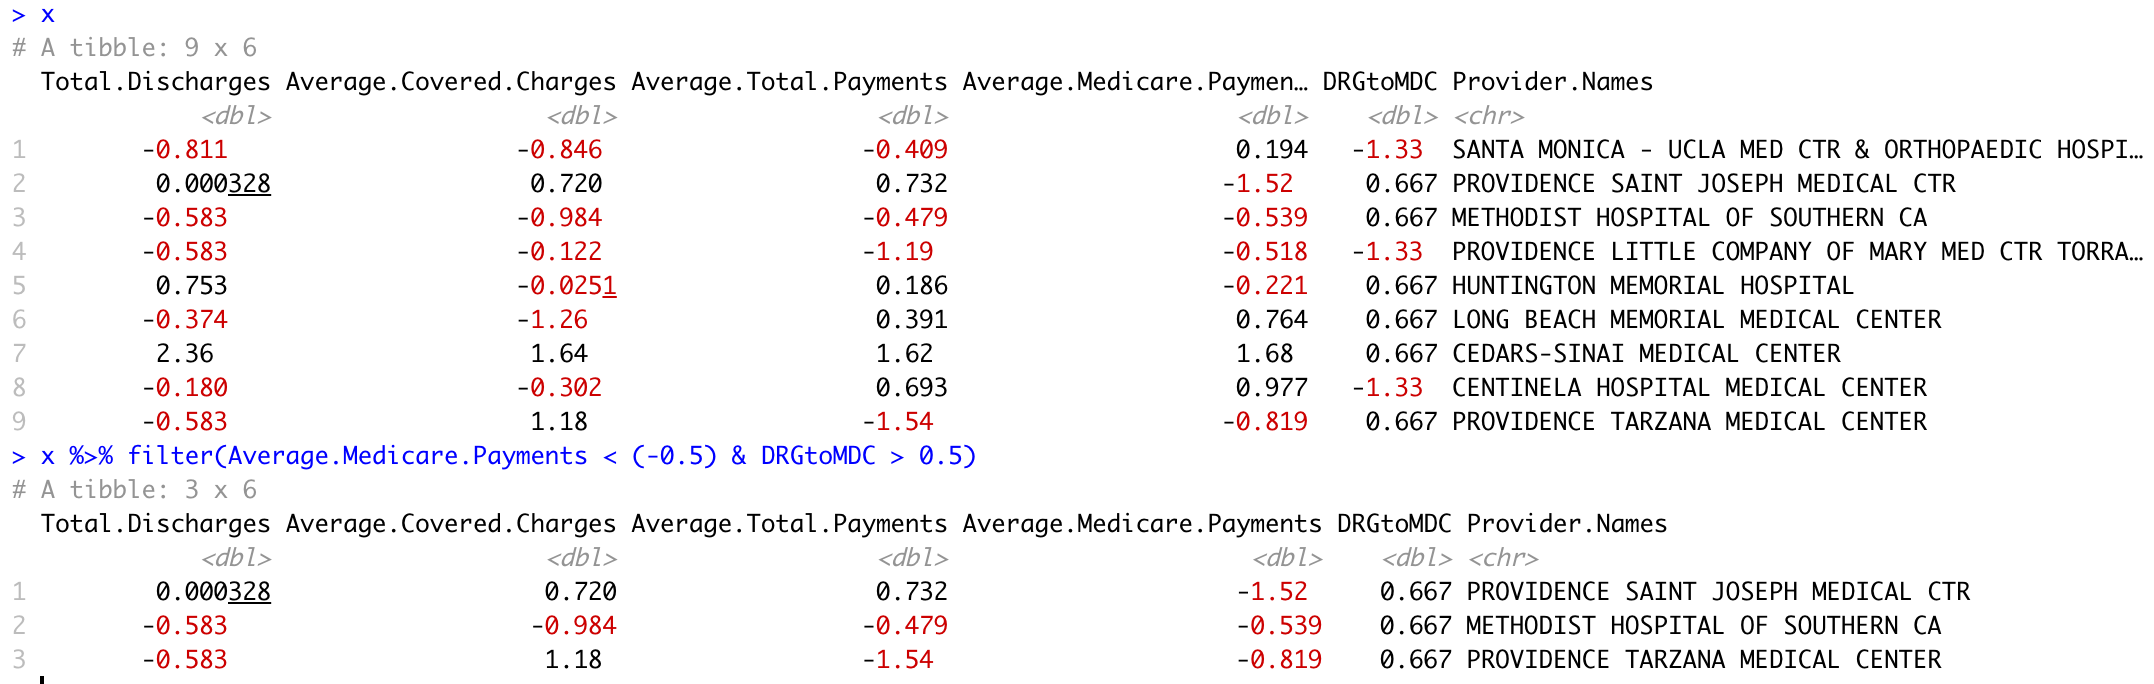 > x
# A tibble: 9 x 6
  Total.Discharges Average.Covered.Charges Average.Total.Payments Average.Medicare.Paymen… DRGtoMDC Provider.Names
             <dbl>                   <dbl>                  <dbl>                    <dbl>    <dbl> <chr>
1        -0.811                    -0.846                  -0.409                    0.194   -1.33  SANTA MONICA - UCLA MED CTR & ORTHOPAEDIC HOSPI…
2         0.000328                  0.720                   0.732                   -1.52     0.667 PROVIDENCE SAINT JOSEPH MEDICAL CTR
3        -0.583                    -0.984                  -0.479                   -0.539    0.667 METHODIST HOSPITAL OF SOUTHERN CA
4        -0.583                    -0.122                  -1.19                    -0.518   -1.33  PROVIDENCE LITTLE COMPANY OF MARY MED CTR TORRA…
5         0.753                    -0.0251                  0.186                   -0.221    0.667 HUNTINGTON MEMORIAL HOSPITAL
6        -0.374                    -1.26                    0.391                    0.764    0.667 LONG BEACH MEMORIAL MEDICAL CENTER
7         2.36                      1.64                    1.62                     1.68     0.667 CEDARS-SINAI MEDICAL CENTER
8        -0.180                    -0.302                   0.693                    0.977   -1.33  CENTINELA HOSPITAL MEDICAL CENTER
9        -0.583                     1.18                   -1.54                    -0.819    0.667 PROVIDENCE TARZANA MEDICAL CENTER
> x %>% filter(Average.Medicare.Payments < (-0.5) & DRGtoMDC > 0.5)
# A tibble: 3 x 6
  Total.Discharges Average.Covered.Charges Average.Total.Payments Average.Medicare.Payments DRGtoMDC Provider.Names
             <dbl>                   <dbl>                  <dbl>                     <dbl>    <dbl> <chr>
1         0.000328                   0.720                  0.732                    -1.52     0.667 PROVIDENCE SAINT JOSEPH MEDICAL CTR
2        -0.583                     -0.984                 -0.479                    -0.539    0.667 METHODIST HOSPITAL OF SOUTHERN CA
3        -0.583                      1.18                  -1.54                     -0.819    0.667 PROVIDENCE TARZANA MEDICAL CENTER